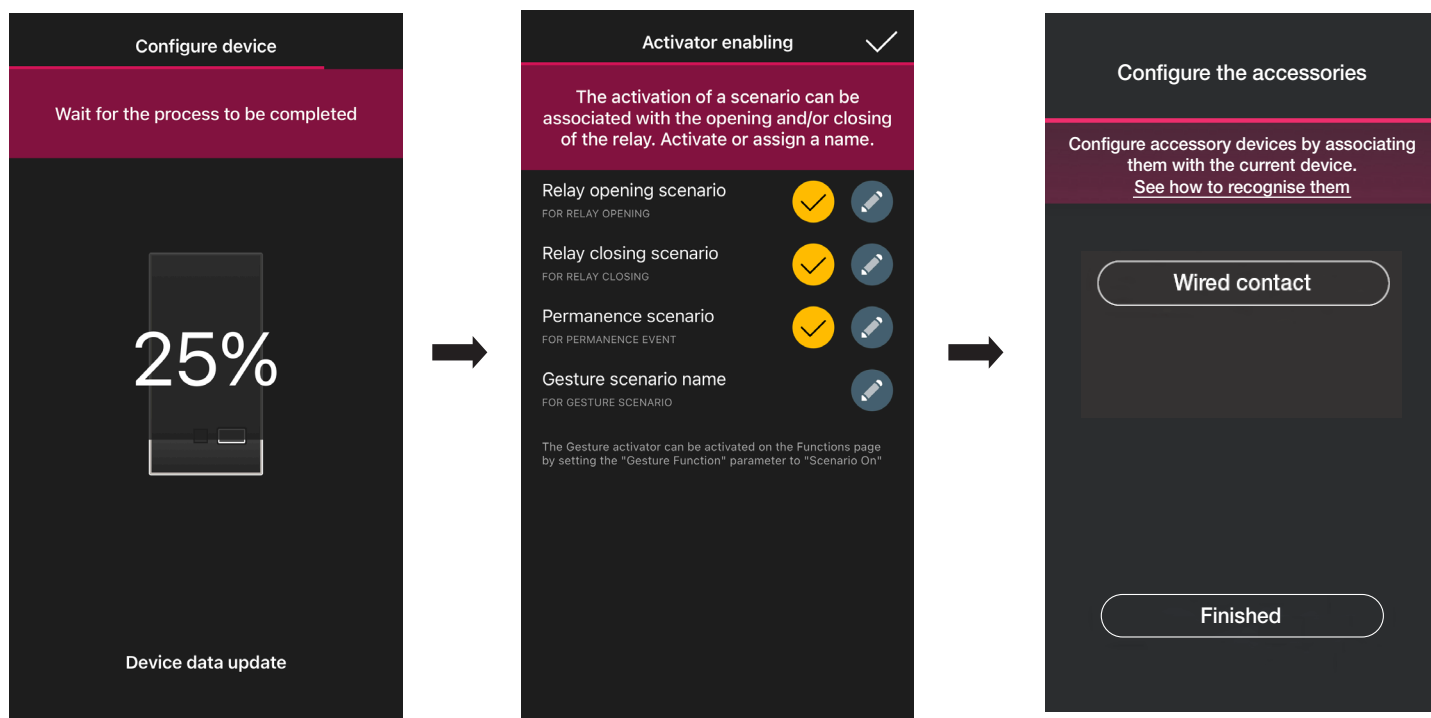 Configure device
Wait for the process to be completed
25%
Device data update
Activator enabling
The activation of a scenario can be
associated with the opening and/or closing
of the relay. Activate or assign a name.
Relay opening scenario
FOR RELAY OPENING
Relay closing scenario
FOR RELAY CLOSING
Permanence scenario
FOR PERMANENCE EVENT
Gesture scenario name
FOR GESTURE SCENARIO
The Gesture activator can be activated on the Functions page
by setting the "Gesture Function" parameter to "Scenario On"
Configure the accessories
Configure accessory devices by associating
them with the current device.
See how to recognise them
Wired contact
Finished